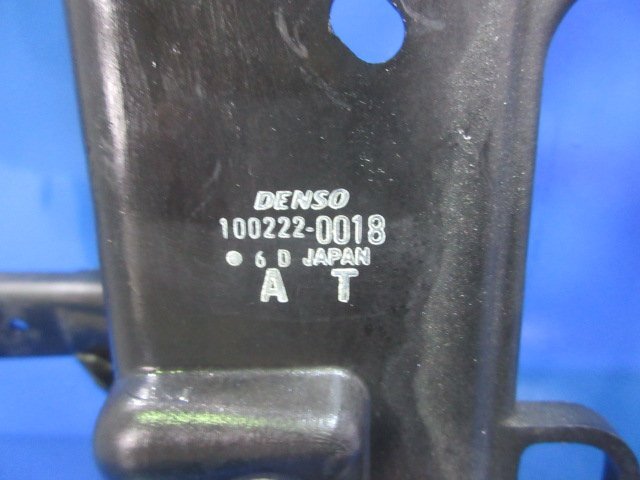 DENSO
100222-0018
● 6 D JAPAN
A T